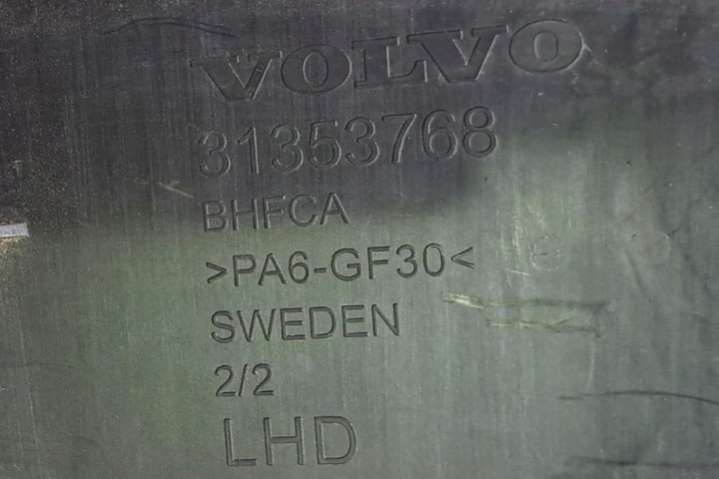 VOLVO
31353768
BHFCA
>PA6-GF30<
SWEDEN
2/2
LHD